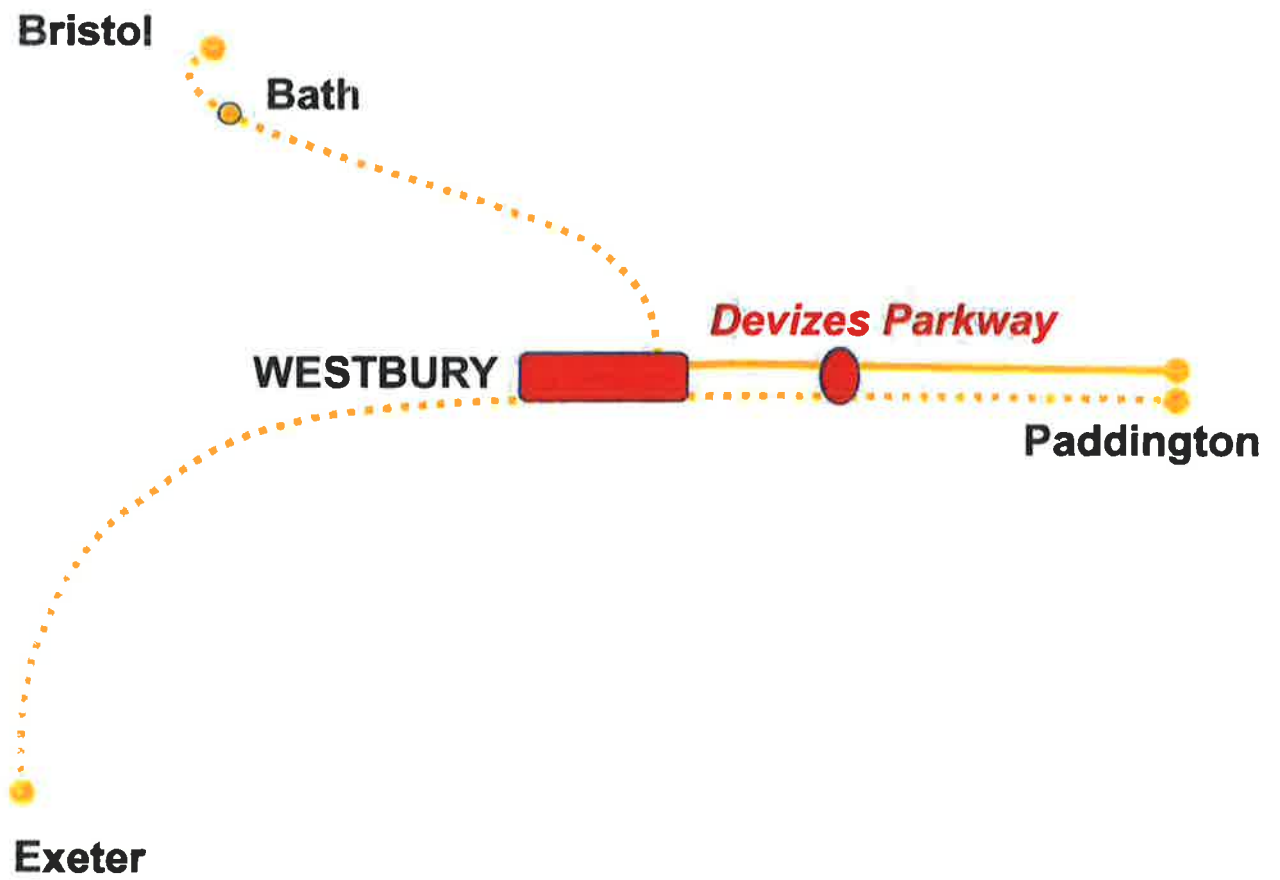 Bristol
Bath
Devizes Parkway
WESTBURY
Paddington
Exeter